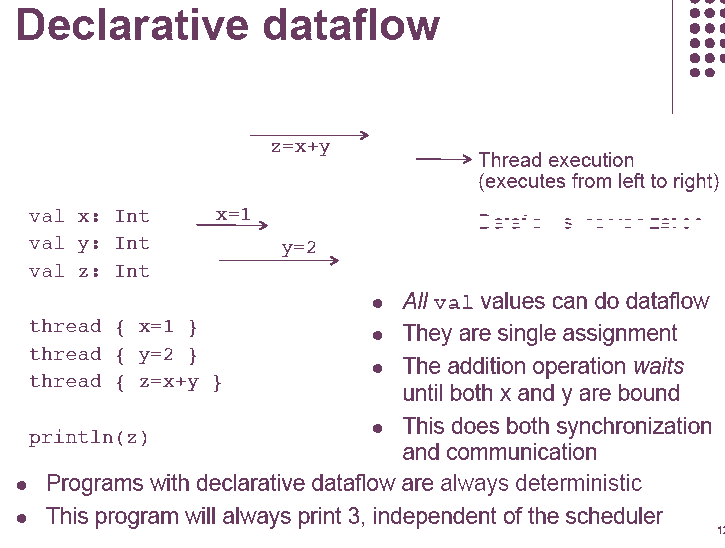 Declarative dataflow
z=x+y
Thread execution
(executes from left to right)
val x: Int
val y: Int
val z: Int
x=1
y=2
thread { x=1 }
thread { y=2 }
thread { z=x+y }
println(z)
● All val values can do dataflow
● They are single assignment
● The addition operation waits
until both x and y are bound
● This does both synchronization
and communication
● Programs with declarative dataflow are always deterministic
● This program will always print 3, independent of the scheduler